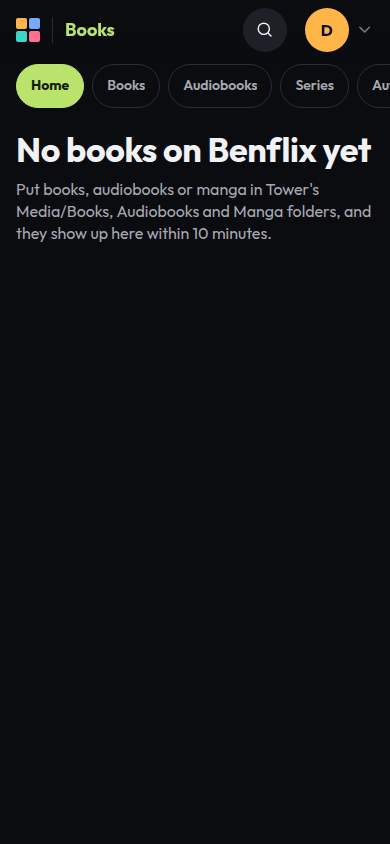 Books
D
Home
Books
Audiobooks
Series
No books on Benflix yet
Put books, audiobooks or manga in Tower's
Media/Books, Audiobooks and Manga folders, and
they show up here within 10 minutes.